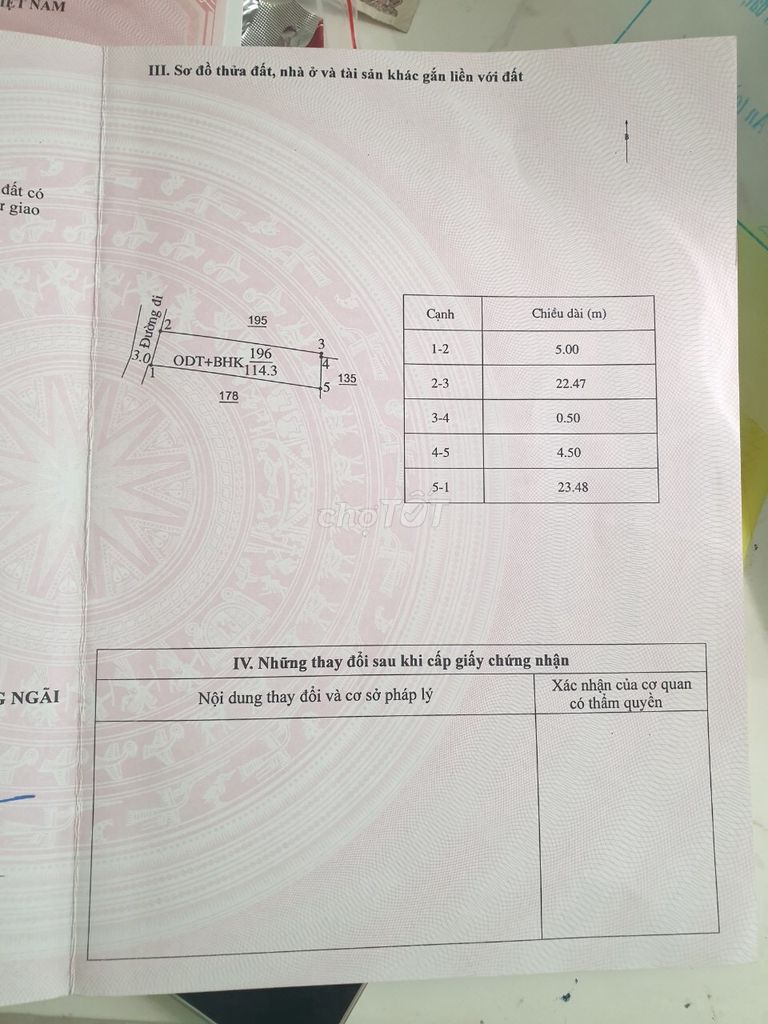 IỆT NAM
III. Sơ đồ thửa đất, nhà ở và tài sản khác gắn liền với đất
B
đất có
giao
Đường đi
3.0
2
195
3
4
ODT+BHK 196
114.3
1
135
5
178
Cạnh Chiều dài (m)
1-2 5.00
2-3 22.47
3-4 0.50
4-5 4.50
5-1 23.48
chợTỐT
IV. Những thay đổi sau khi cấp giấy chứng nhận
Nội dung thay đổi và cơ sở pháp lý
Xác nhận của cơ quan
có thẩm quyền
G NGÃI